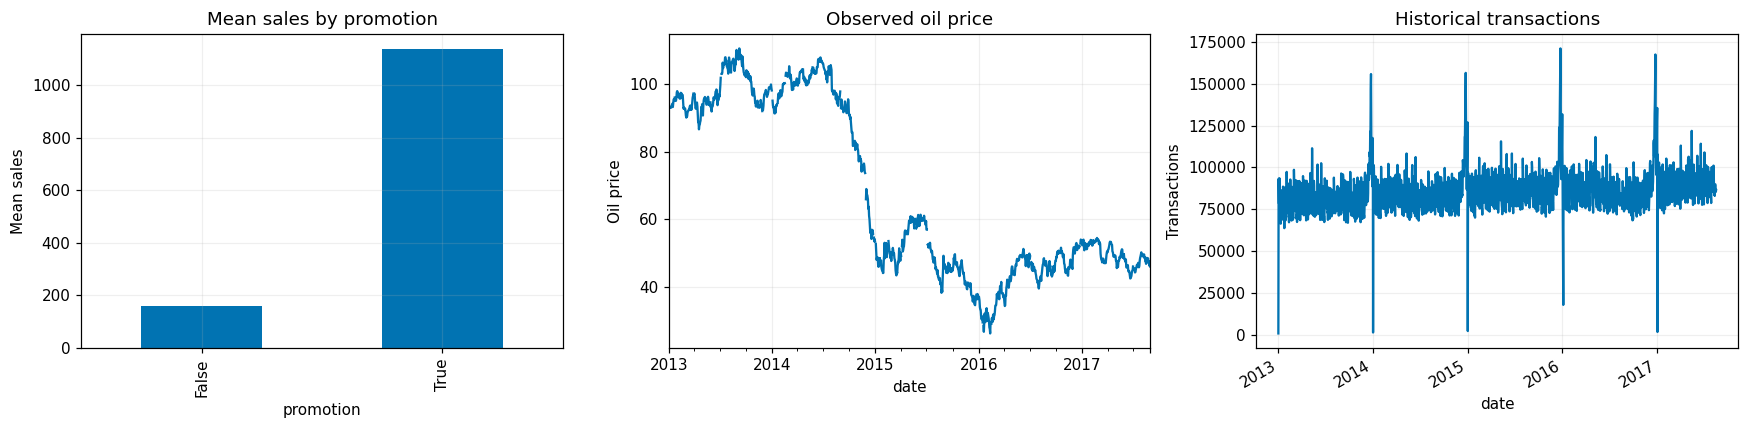 Mean sales by promotion
Mean sales
1000
800
600
400
200
0
False
True
promotion
Observed oil price
Oil price
100
80
60
40
2013
2014
2015
2016
2017
date
Historical transactions
Transactions
175000
150000
125000
100000
75000
50000
25000
0
2013
2014
2015
2016
2017
date